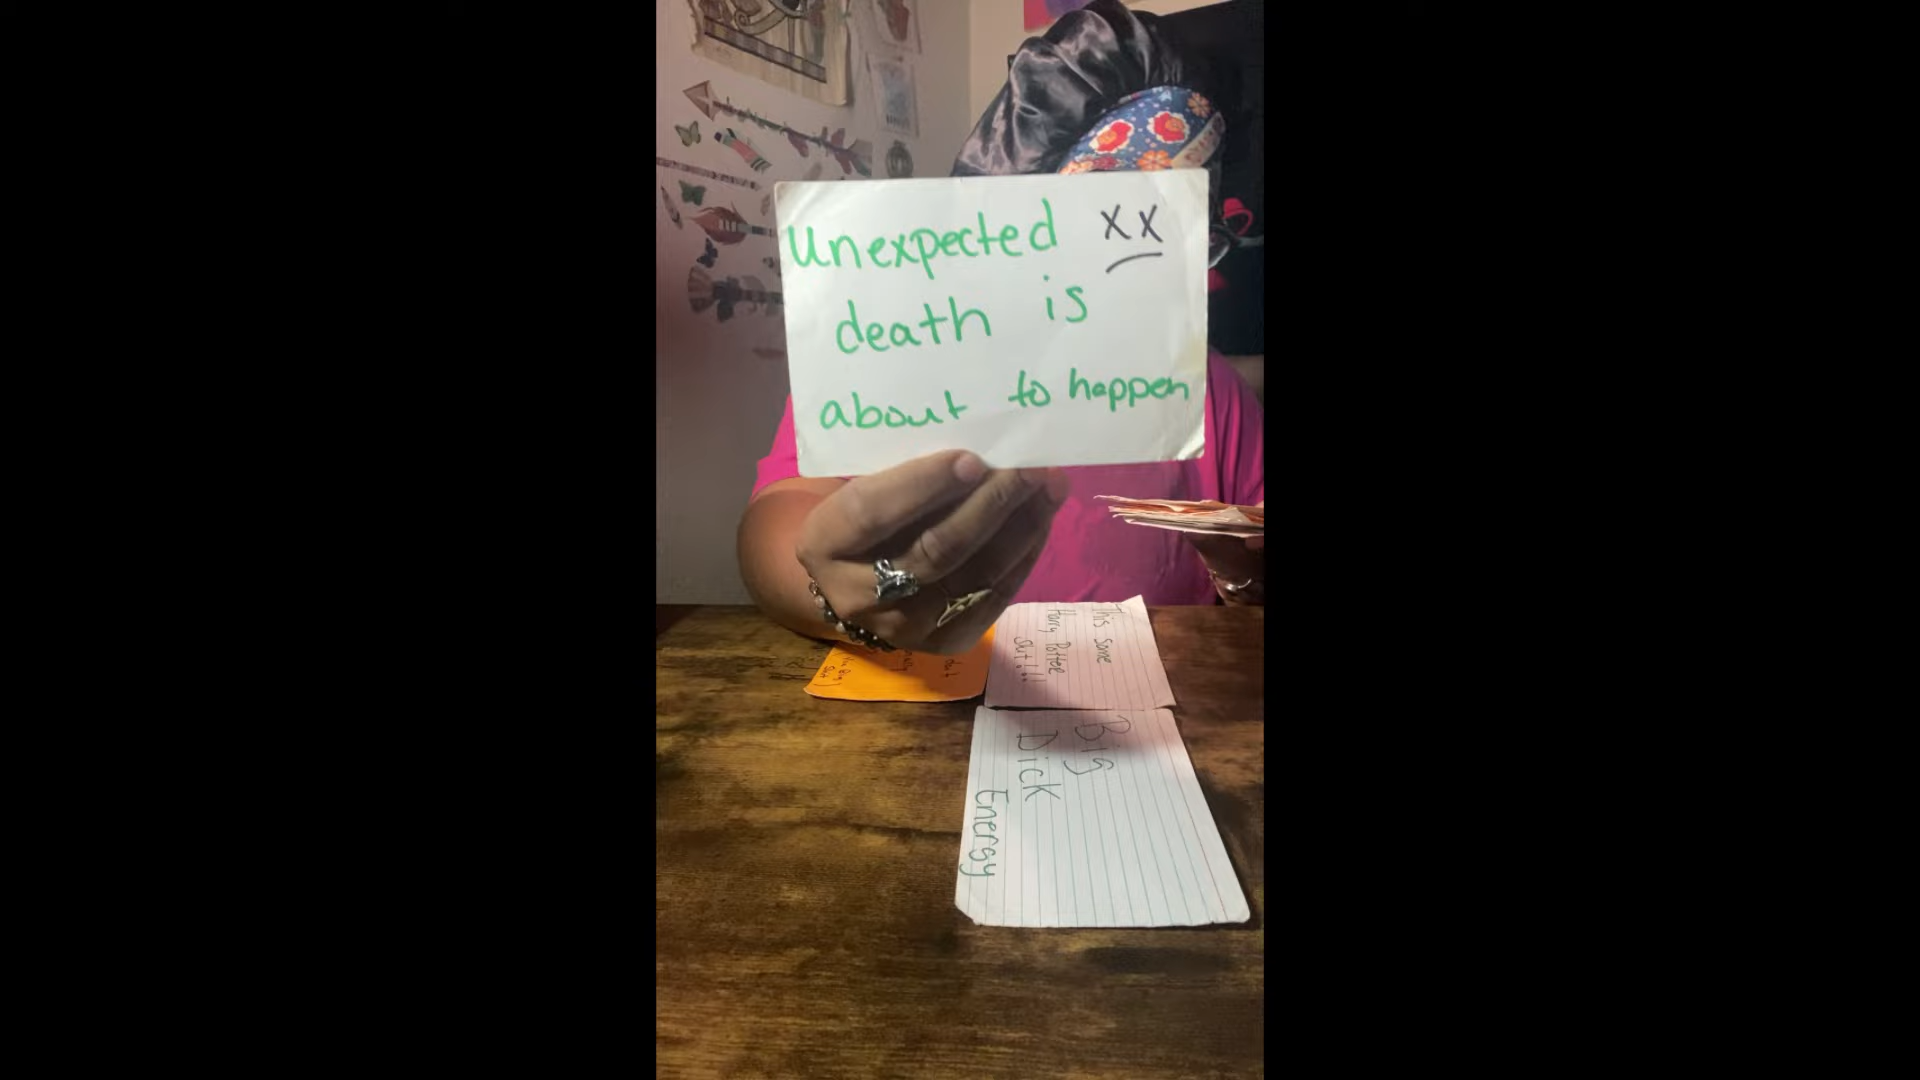 Unexpected xx
death is
about to happen
This some
Harry Potter
shit!!!
Big
Dick
Energy